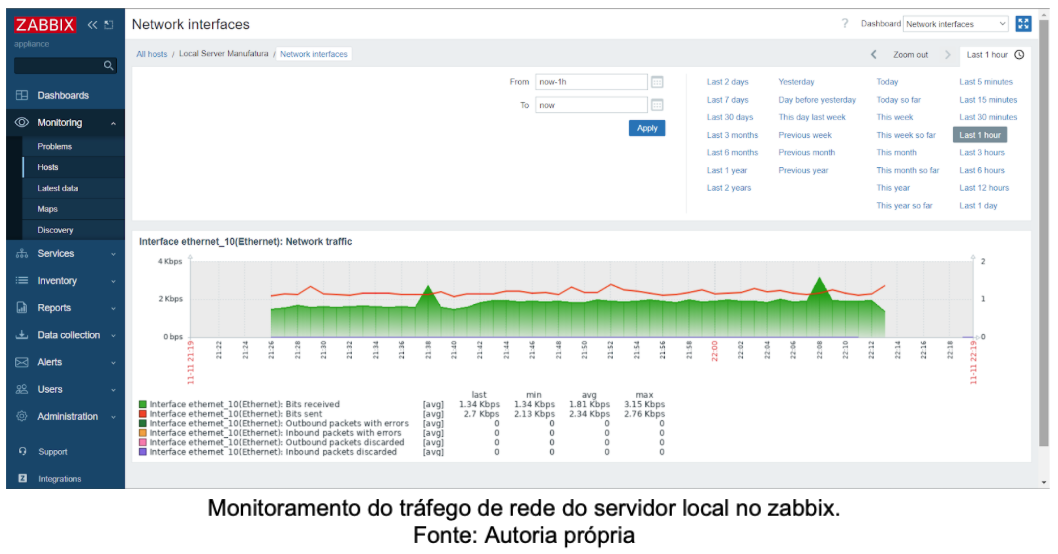 ZABBIX
appliance
Dashboards
Monitoring
Problems
Hosts
Latest data
Maps
Discovery
Services
Inventory
Reports
Data collection
Alerts
Users
Administration
Support
Integrations
Network interfaces
? Dashboard Network interfaces
All hosts / Local Server Manufatura / Network interfaces
Zoom out
Last 1 hour
From now-1h
To now
Apply
Last 2 days Yesterday Today Last 5 minutes
Last 7 days Day before yesterday Today so far Last 15 minutes
Last 30 days This day last week This week Last 30 minutes
Last 3 months Previous week This week so far Last 1 hour
Last 6 months Previous month This month Last 3 hours
Last 1 year Previous year This month so far Last 6 hours
Last 2 years This year Last 12 hours
This year so far Last 1 day
Interface ethernet_10(Ethernet): Network traffic
4 Kbps 2
2 Kbps 1
0 bps 0
11-11 21:19 21:22 21:24 21:26 21:28 21:30 21:32 21:34 21:36 21:38 21:40 21:42 21:44 21:46 21:48 21:50 21:52 21:54 21:56 21:58 22:00 22:02 22:04 22:06 22:08 22:10 22:12 22:14 22:16 22:18 11-11 22:19
last min avg max
Interface ethernet_10(Ethernet): Bits received [avg] 1.34 Kbps 1.34 Kbps 1.81 Kbps 3.15 Kbps
Interface ethernet_10(Ethernet): Bits sent [avg] 2.7 Kbps 2.13 Kbps 2.34 Kbps 2.76 Kbps
Interface ethernet_10(Ethernet): Outbound packets with errors [avg] 0 0 0 0
Interface ethernet_10(Ethernet): Inbound packets with errors [avg] 0 0 0 0
Interface ethernet_10(Ethernet): Outbound packets discarded [avg] 0 0 0 0
Interface ethernet_10(Ethernet): Inbound packets discarded [avg] 0 0 0 0
Monitoramento do tráfego de rede do servidor local no zabbix.
Fonte: Autoria própria